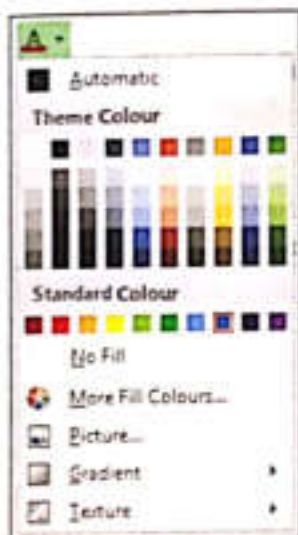 A
Automatic
Theme Colour
Standard Colour
No Fill
More Fill Colours...
Picture...
Gradient
Texture